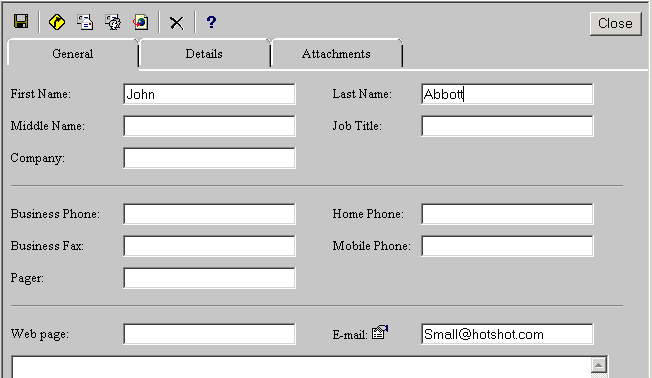 ?
Close
General Details Attachments
First Name: John Last Name: Abbott
Middle Name: Job Title:
Company:
Business Phone: Home Phone:
Business Fax: Mobile Phone:
Pager:
Web page: E-mail: Small@hotshot.com